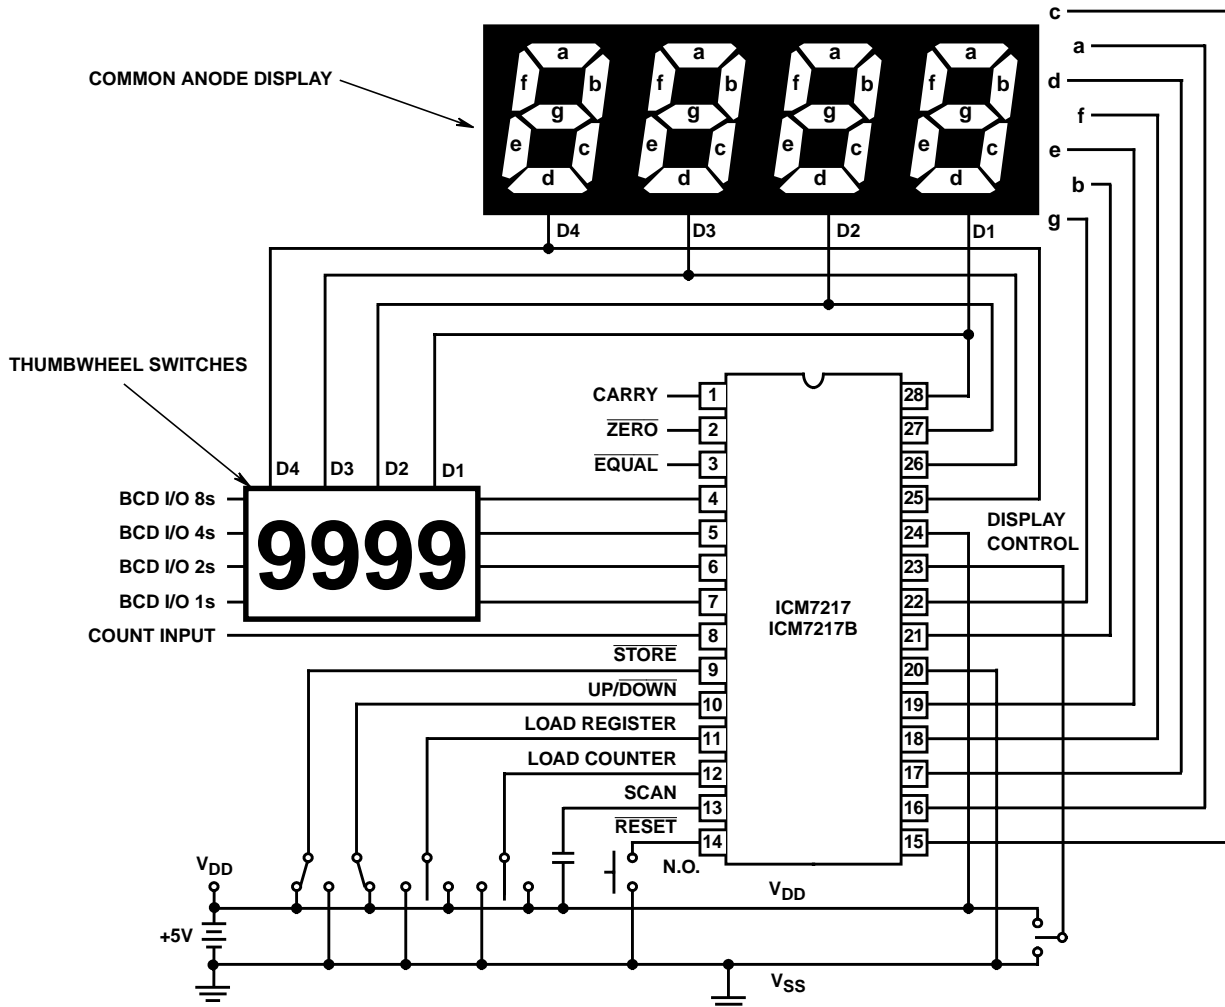 c
a
d
f
e
b
g
COMMON ANODE DISPLAY
a a a a
f b f b f b f b
g g g g
e c e c e c e c
d d d d
D4 D3 D2 D1
THUMBWHEEL SWITCHES
D4 D3 D2 D1
9999
BCD I/O 8s
BCD I/O 4s
BCD I/O 2s
BCD I/O 1s
COUNT INPUT
CARRY 1
ZERO 2
EQUAL 3
4
5
6
7
8
STORE 9
UP/DOWN 10
LOAD REGISTER 11
LOAD COUNTER 12
SCAN 13
RESET 14
N.O.
ICM7217
ICM7217B
28
27
26
25
24
23
22
21
20
19
18
17
16
15
DISPLAY
CONTROL
VDD
+5V
VDD
VSS